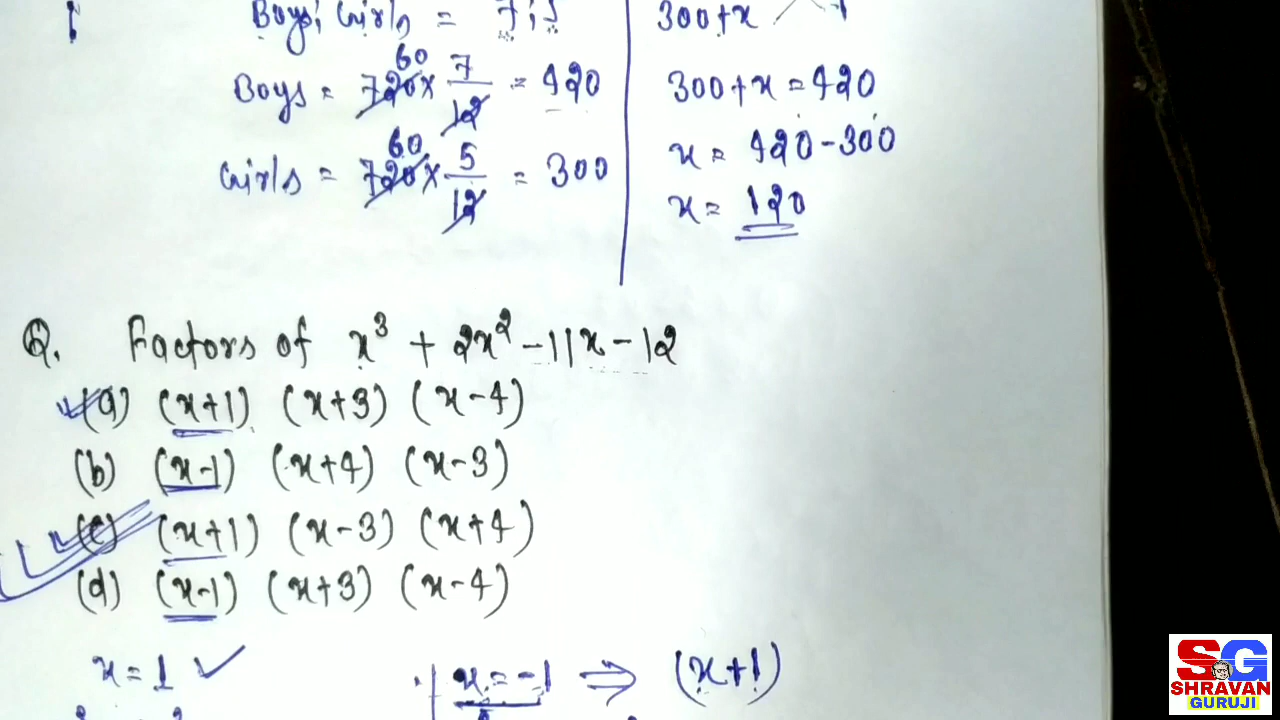 Boys : Girls = 7 : 5
Boys = 720 × 7/12 = 420
60
Girls = 720 × 5/12 = 300
60
300+x
300+x = 420
x = 420-300
x = 120
Q. Factors of x³ + 2x² - 11x - 12
(a) (x+1) (x+3) (x-4)
(b) (x-1) (x+4) (x-3)
(c) (x+1) (x-3) (x+4)
(d) (x-1) (x+3) (x-4)
x = 1 ✓
x = -1 ⇒ (x+1)
SG
SHRAVAN
GURUJI